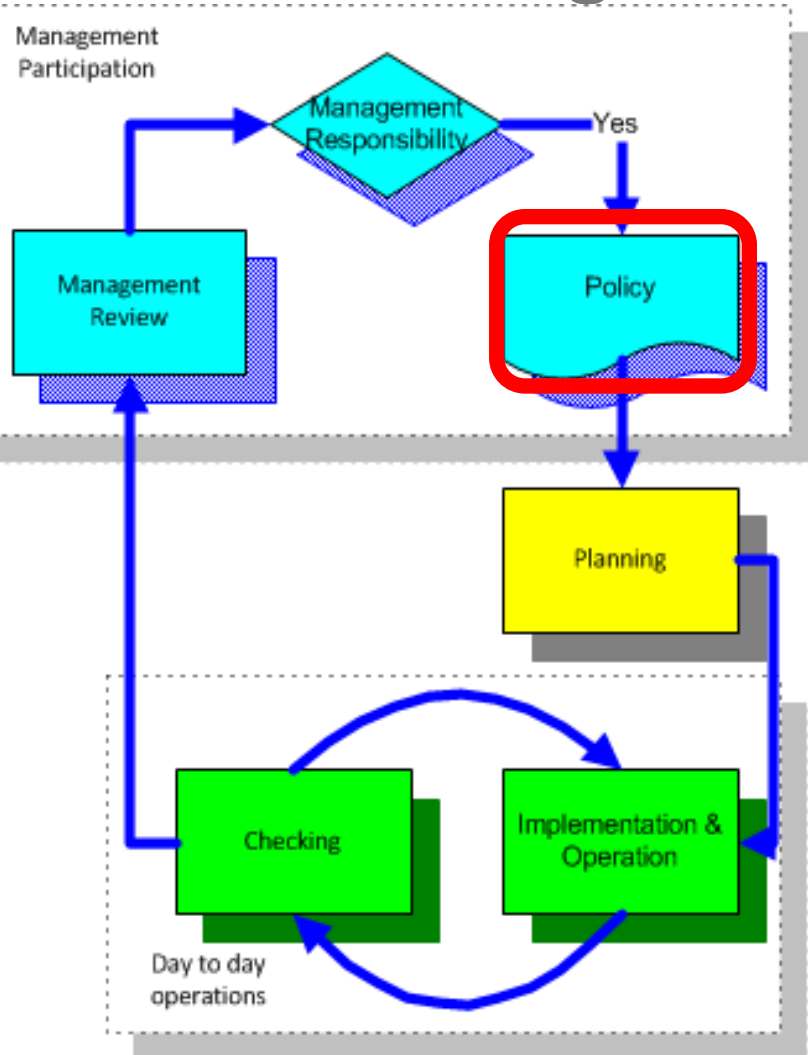 Management
Participation
Management
Responsibility
Yes
Management
Review
Policy
Planning
Checking
Implementation &
Operation
Day to day
operations